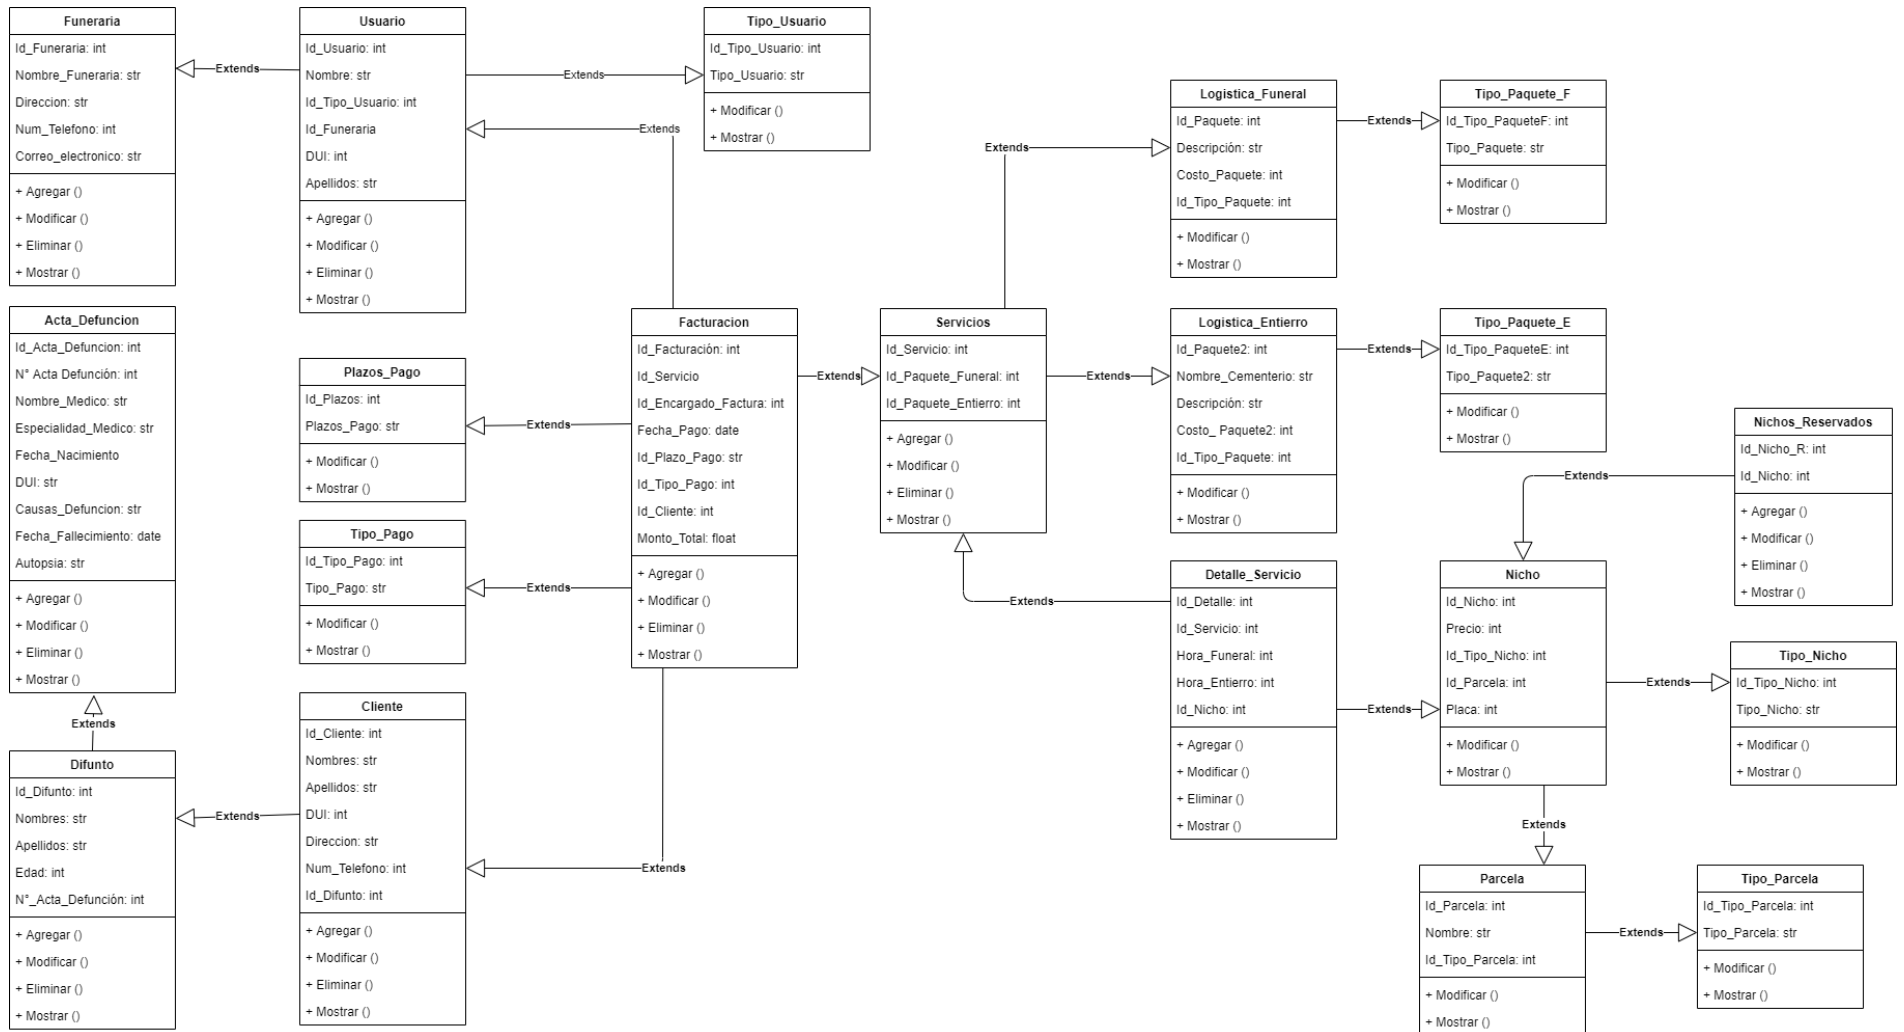 Funeraria
Id_Funeraria: int
Nombre_Funeraria: str
Direccion: str
Num_Telefono: int
Correo_electronico: str
+ Agregar ()
+ Modificar ()
+ Eliminar ()
+ Mostrar ()
Extends
Usuario
Id_Usuario: int
Nombre: str
Id_Tipo_Usuario: int
Id_Funeraria
DUI: int
Apellidos: str
+ Agregar ()
+ Modificar ()
+ Eliminar ()
+ Mostrar ()
Extends
Tipo_Usuario
Id_Tipo_Usuario: int
Tipo_Usuario: str
+ Modificar ()
+ Mostrar ()
Extends
Acta_Defuncion
Id_Acta_Defuncion: int
N° Acta Defunción: int
Nombre_Medico: str
Especialidad_Medico: str
Fecha_Nacimiento
DUI: str
Causas_Defuncion: str
Fecha_Fallecimiento: date
Autopsia: str
+ Agregar ()
+ Modificar ()
+ Eliminar ()
+ Mostrar ()
Extends
Difunto
Id_Difunto: int
Nombres: str
Apellidos: str
Edad: int
N°_Acta_Defunción: int
+ Agregar ()
+ Modificar ()
+ Eliminar ()
+ Mostrar ()
Extends
Plazos_Pago
Id_Plazos: int
Plazos_Pago: str
+ Modificar ()
+ Mostrar ()
Extends
Tipo_Pago
Id_Tipo_Pago: int
Tipo_Pago: str
+ Modificar ()
+ Mostrar ()
Extends
Cliente
Id_Cliente: int
Nombres: str
Apellidos: str
DUI: int
Direccion: str
Num_Telefono: int
Id_Difunto: int
+ Agregar ()
+ Modificar ()
+ Eliminar ()
+ Mostrar ()
Extends
Facturacion
Id_Facturación: int
Id_Servicio
Id_Encargado_Factura: int
Fecha_Pago: date
Id_Plazo_Pago: str
Id_Tipo_Pago: int
Id_Cliente: int
Monto_Total: float
+ Agregar ()
+ Modificar ()
+ Eliminar ()
+ Mostrar ()
Extends
Servicios
Id_Servicio: int
Id_Paquete_Funeral: int
Id_Paquete_Entierro: int
+ Agregar ()
+ Modificar ()
+ Eliminar ()
+ Mostrar ()
Extends
Extends
Extends
Logistica_Funeral
Id_Paquete: int
Descripción: str
Costo_Paquete: int
Id_Tipo_Paquete: int
+ Modificar ()
+ Mostrar ()
Extends
Tipo_Paquete_F
Id_Tipo_PaqueteF: int
Tipo_Paquete: str
+ Modificar ()
+ Mostrar ()
Logistica_Entierro
Id_Paquete2: int
Nombre_Cementerio: str
Descripción: str
Costo_ Paquete2: int
Id_Tipo_Paquete: int
+ Modificar ()
+ Mostrar ()
Extends
Tipo_Paquete_E
Id_Tipo_PaqueteE: int
Tipo_Paquete2: str
+ Modificar ()
+ Mostrar ()
Detalle_Servicio
Id_Detalle: int
Id_Servicio: int
Hora_Funeral: int
Hora_Entierro: int
Id_Nicho: int
+ Agregar ()
+ Modificar ()
+ Eliminar ()
+ Mostrar ()
Extends
Nichos_Reservados
Id_Nicho_R: int
Id_Nicho: int
+ Agregar ()
+ Modificar ()
+ Eliminar ()
+ Mostrar ()
Extends
Nicho
Id_Nicho: int
Precio: int
Id_Tipo_Nicho: int
Id_Parcela: int
Placa: int
+ Modificar ()
+ Mostrar ()
Extends
Tipo_Nicho
Id_Tipo_Nicho: int
Tipo_Nicho: str
+ Modificar ()
+ Mostrar ()
Extends
Parcela
Id_Parcela: int
Nombre: str
Id_Tipo_Parcela: int
+ Modificar ()
+ Mostrar ()
Extends
Tipo_Parcela
Id_Tipo_Parcela: int
Tipo_Parcela: str
+ Modificar ()
+ Mostrar ()